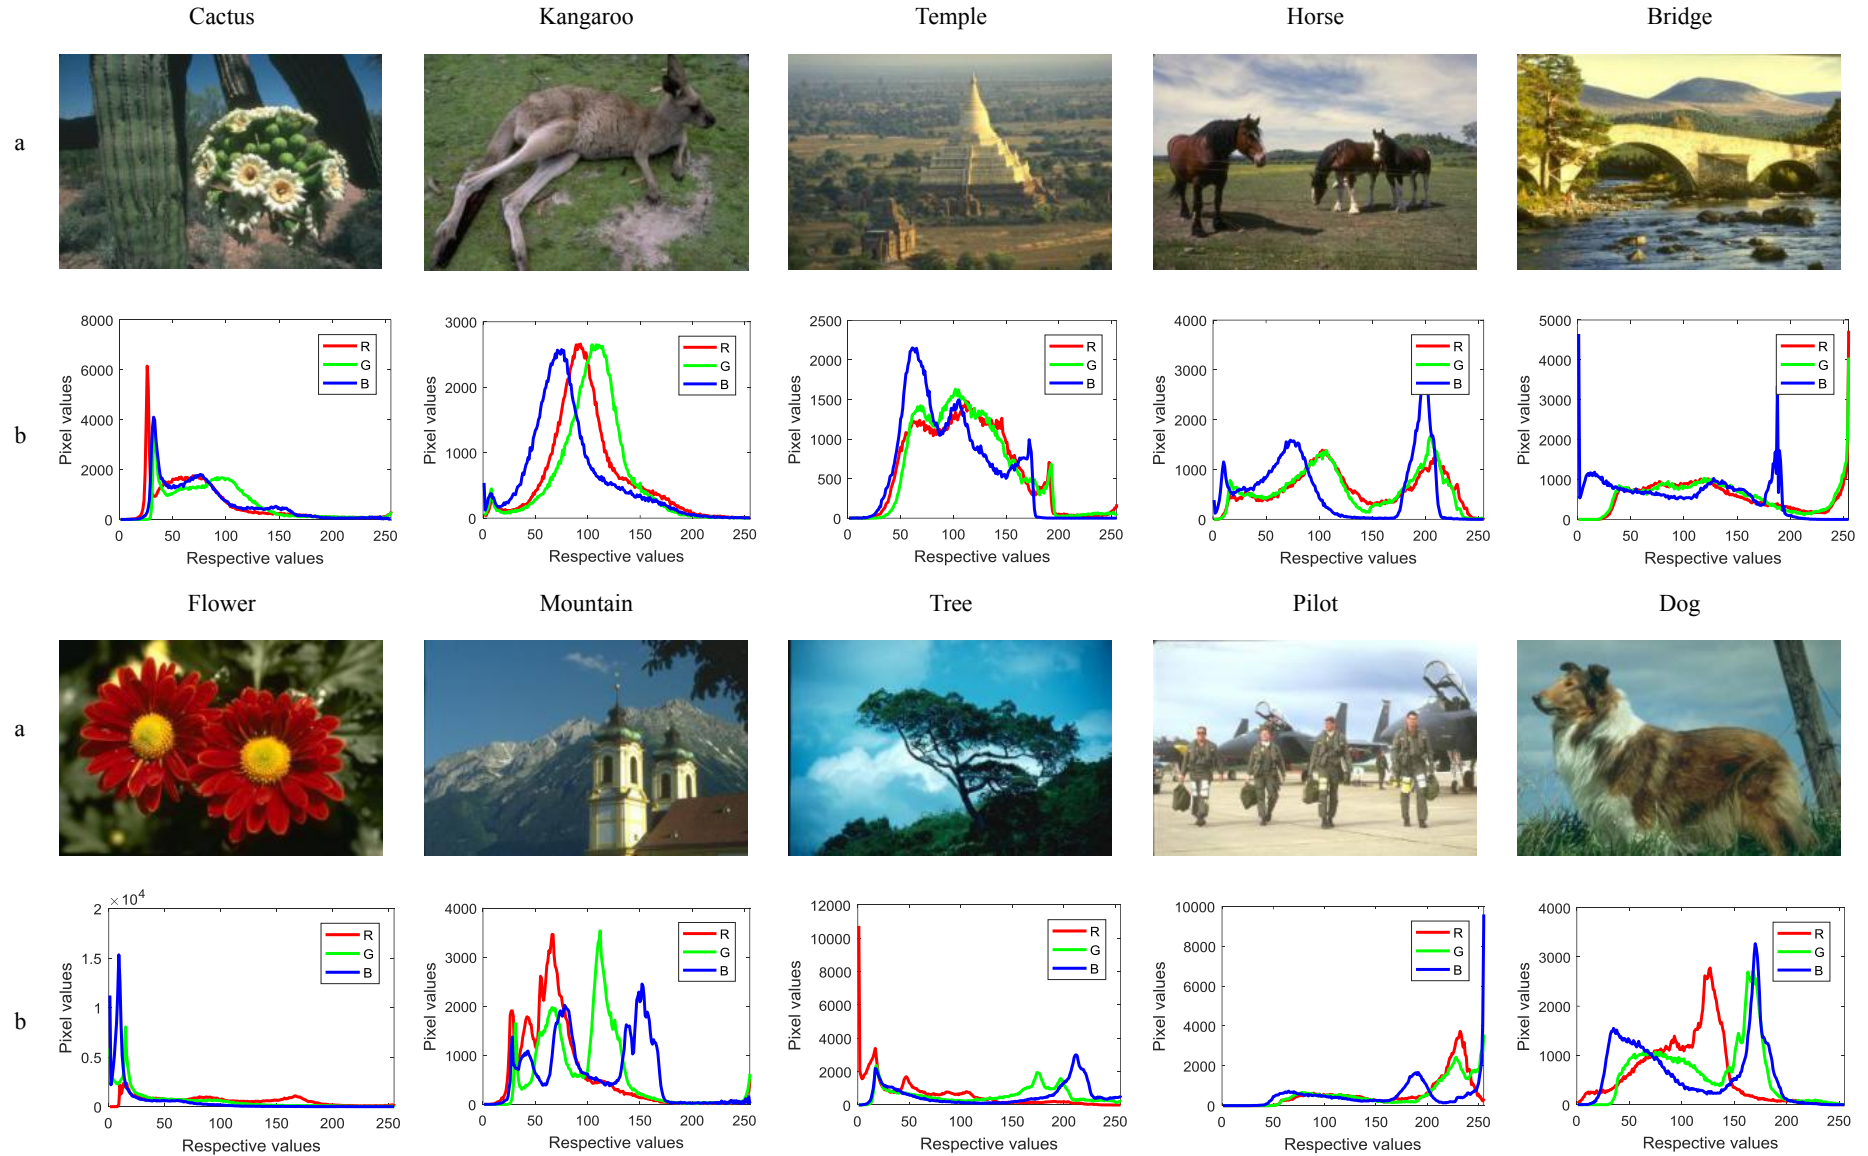 Cactus Kangaroo Temple Horse Bridge
a
b
8000
6000
4000
2000
0
0 50 100 150 200 250
Pixel values
Respective values
R
G
B
3000
2000
1000
0
0 50 100 150 200 250
Pixel values
Respective values
R
G
B
2500
2000
1500
1000
500
0
0 50 100 150 200 250
Pixel values
Respective values
R
G
B
4000
3000
2000
1000
0
0 50 100 150 200 250
Pixel values
Respective values
R
G
B
5000
4000
3000
2000
1000
0
0 50 100 150 200 250
Pixel values
Respective values
R
G
B
Flower Mountain Tree Pilot Dog
a
b
2 ×10^4
1.5
1
0.5
0
0 50 100 150 200 250
Pixel values
Respective values
R
G
B
4000
3000
2000
1000
0
0 50 100 150 200 250
Pixel values
Respective values
R
G
B
12000
10000
8000
6000
4000
2000
0
0 50 100 150 200 250
Pixel values
Respective values
R
G
B
10000
8000
6000
4000
2000
0
0 50 100 150 200 250
Pixel values
Respective values
R
G
B
4000
3000
2000
1000
0
0 50 100 150 200 250
Pixel values
Respective values
R
G
B